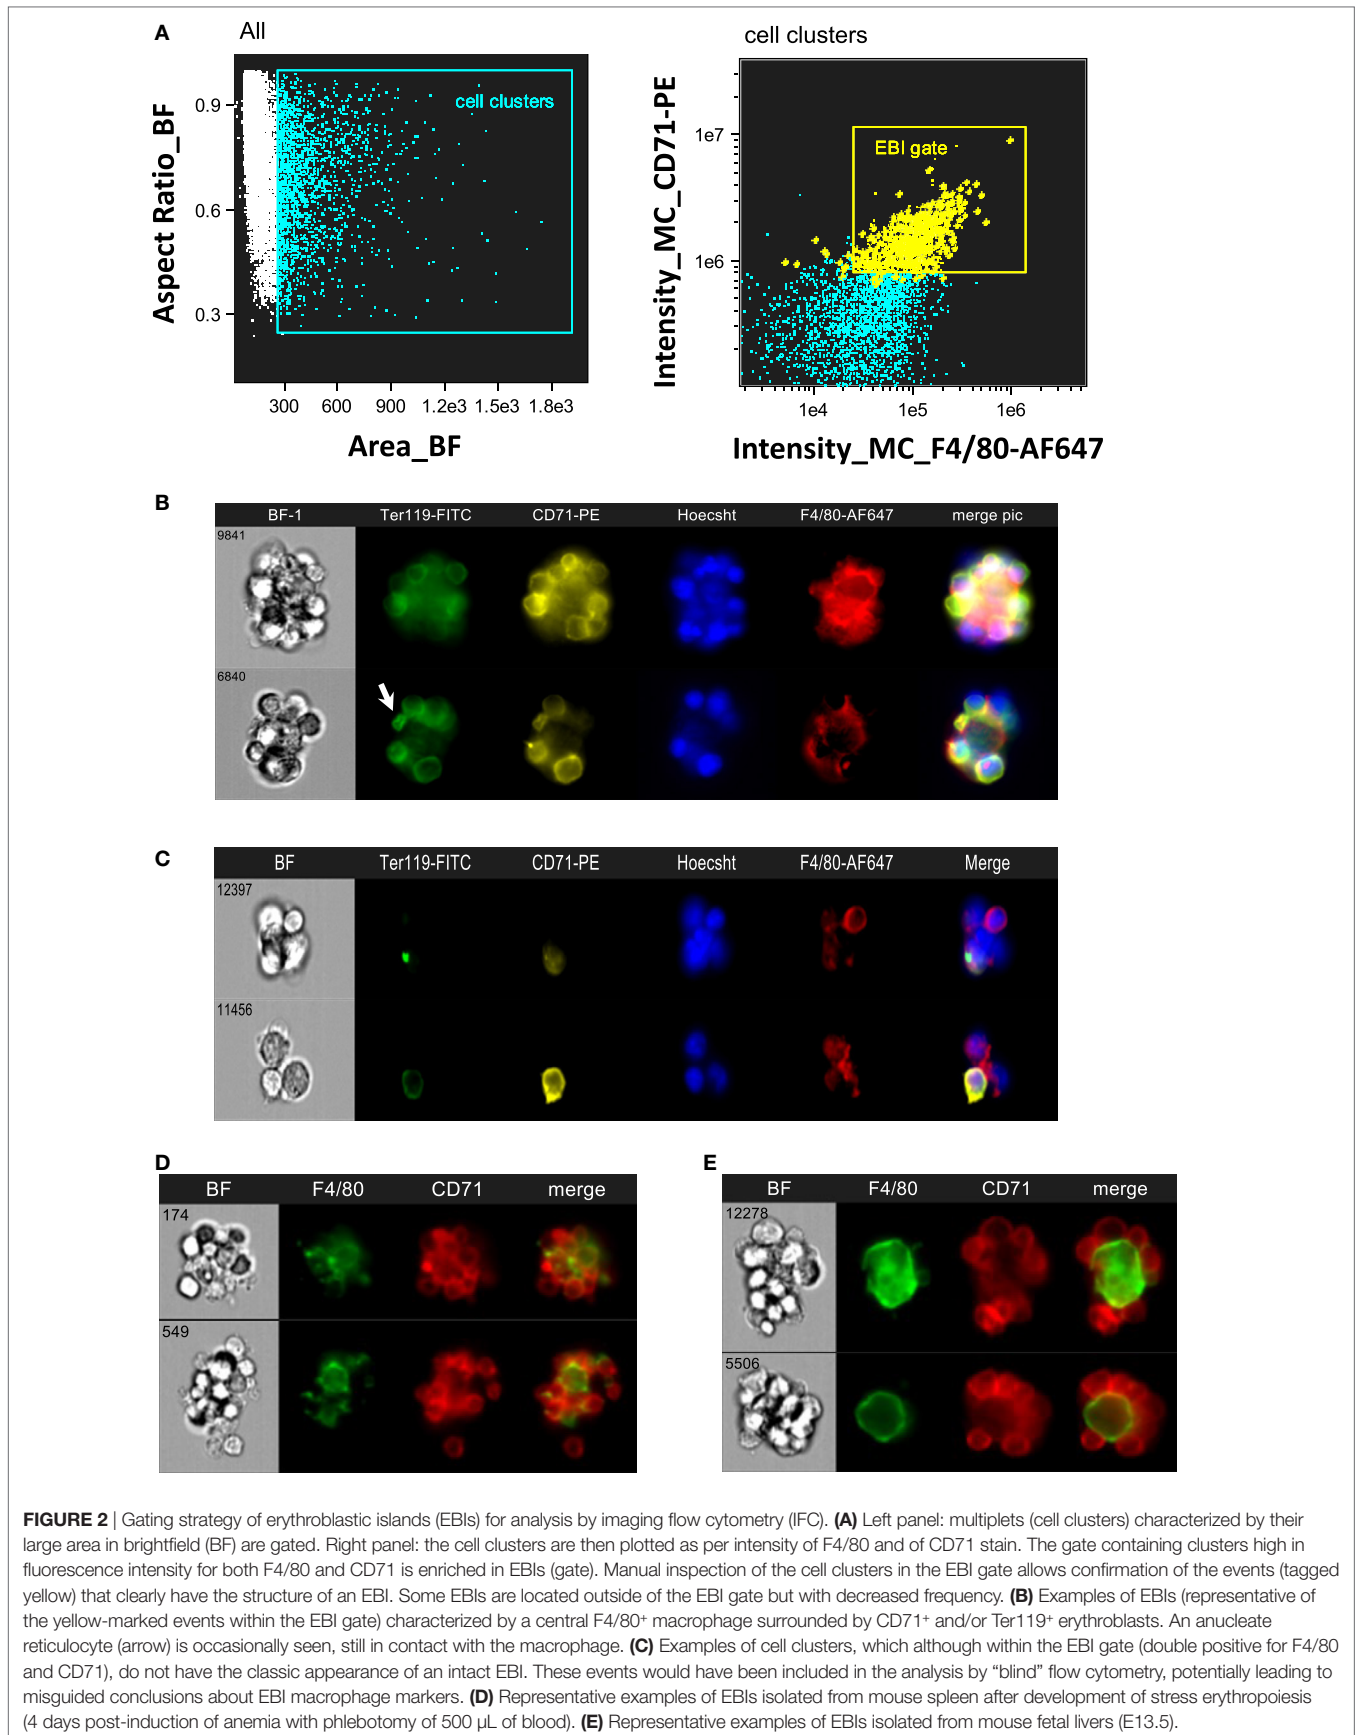 A
All
cell clusters
Aspect Ratio_BF
0.9
0.6
0.3
300 600 900 1.2e3 1.5e3 1.8e3
Area_BF
cell clusters
EBI gate
Intensity_MC_CD71-PE
1e7
1e6
1e4 1e5 1e6
Intensity_MC_F4/80-AF647
B
BF-1 Ter119-FITC CD71-PE Hoecsht F4/80-AF647 merge pic
9841
6840
C
BF Ter119-FITC CD71-PE Hoecsht F4/80-AF647 Merge
12397
11456
D
BF F4/80 CD71 merge
174
549
E
BF F4/80 CD71 merge
12278
5506
FIGURE 2 | Gating strategy of erythroblastic islands (EBIs) for analysis by imaging flow cytometry (IFC). (A) Left panel: multiplets (cell clusters) characterized by their
large area in brightfield (BF) are gated. Right panel: the cell clusters are then plotted as per intensity of F4/80 and of CD71 stain. The gate containing clusters high in
fluorescence intensity for both F4/80 and CD71 is enriched in EBIs (gate). Manual inspection of the cell clusters in the EBI gate allows confirmation of the events (tagged
yellow) that clearly have the structure of an EBI. Some EBIs are located outside of the EBI gate but with decreased frequency. (B) Examples of EBIs (representative of
the yellow-marked events within the EBI gate) characterized by a central F4/80⁺ macrophage surrounded by CD71⁺ and/or Ter119⁺ erythroblasts. An anucleate
reticulocyte (arrow) is occasionally seen, still in contact with the macrophage. (C) Examples of cell clusters, which although within the EBI gate (double positive for F4/80
and CD71), do not have the classic appearance of an intact EBI. These events would have been included in the analysis by “blind” flow cytometry, potentially leading to
misguided conclusions about EBI macrophage markers. (D) Representative examples of EBIs isolated from mouse spleen after development of stress erythropoiesis
(4 days post-induction of anemia with phlebotomy of 500 µL of blood). (E) Representative examples of EBIs isolated from mouse fetal livers (E13.5).